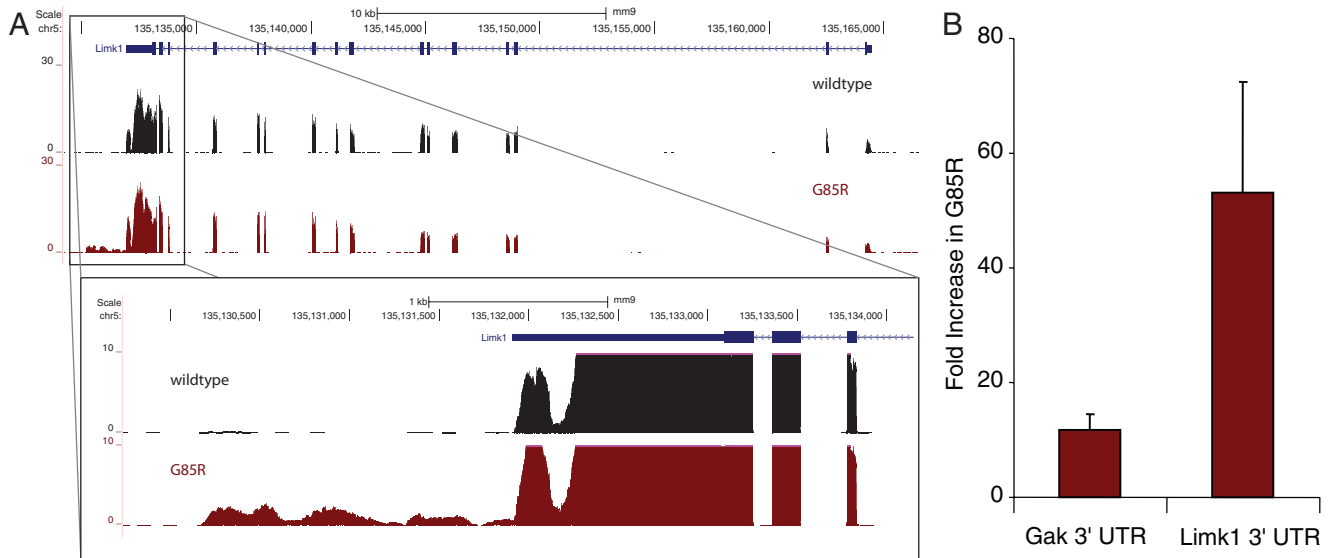 A
Scale
chr5:
10 kb
mm9
135,135,000
135,140,000
135,145,000
135,150,000
135,155,000
135,160,000
135,165,000
Limk1
30
wildtype
0
30
G85R
0
Scale
chr5:
1 kb
mm9
135,130,500
135,131,000
135,131,500
135,132,000
135,132,500
135,133,000
135,133,500
135,134,000
Limk1
10
wildtype
0
10
G85R
0
B
Fold Increase in G85R
80
60
40
20
0
Gak 3' UTR
Limk1 3' UTR